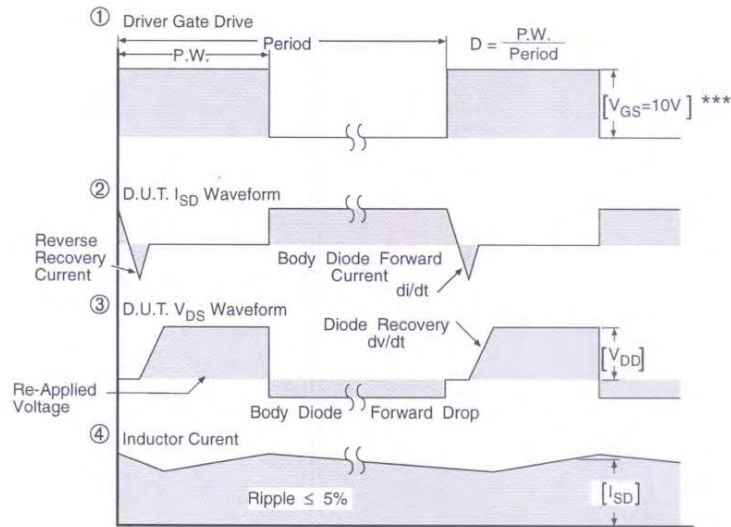 ① Driver Gate Drive
Period
P.W.
D = P.W.
Period
[VGS=10V] ***
② D.U.T. ISD Waveform
Reverse
Recovery
Current
Body Diode Forward
Current
di/dt
③ D.U.T. VDS Waveform
Diode Recovery
dv/dt
[VDD]
Re-Applied
Voltage
Body Diode Forward Drop
④ Inductor Curent
Ripple ≤ 5%
[ISD]